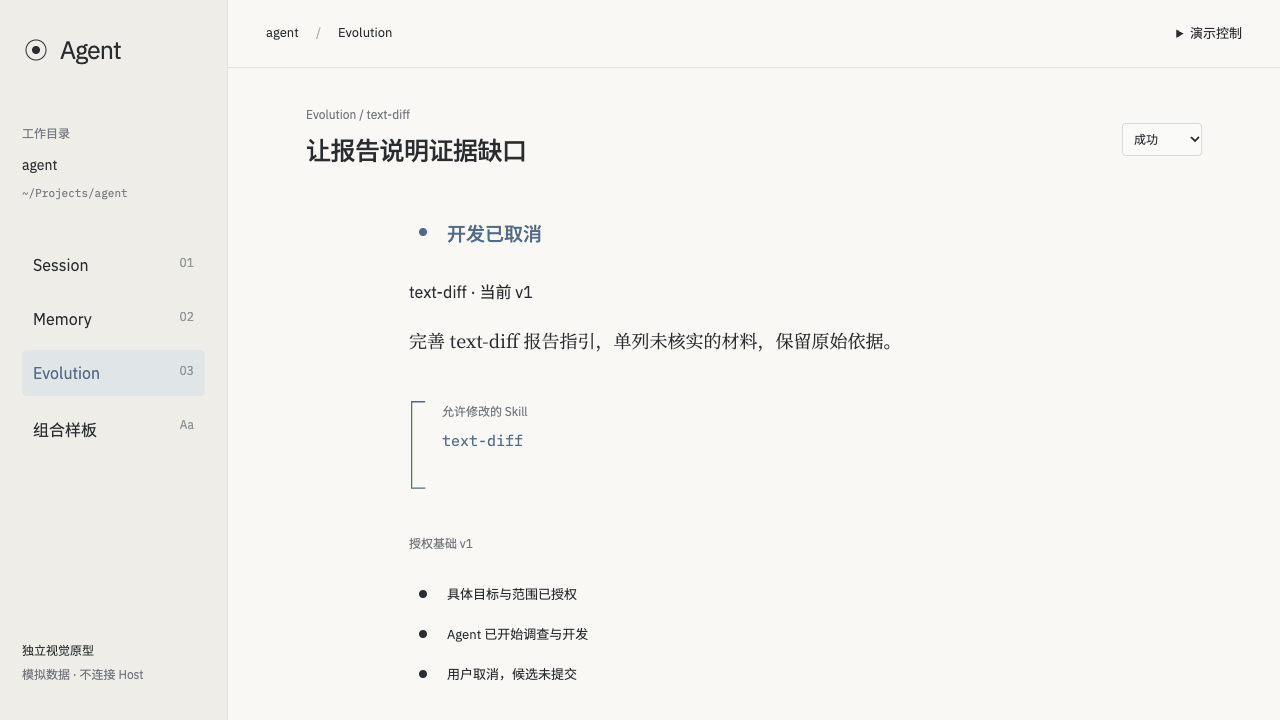 Agent
工作目录
agent
~/Projects/agent
Session 01
Memory 02
Evolution 03
组合样板 Aa
独立视觉原型
模拟数据 · 不连接 Host
agent / Evolution
▶ 演示控制
Evolution / text-diff
让报告说明证据缺口
成功
开发已取消
text-diff · 当前 v1
完善 text-diff 报告指引，单列未核实的材料，保留原始依据。
允许修改的 Skill
text-diff
授权基础 v1
具体目标与范围已授权
Agent 已开始调查与开发
用户取消，候选未提交